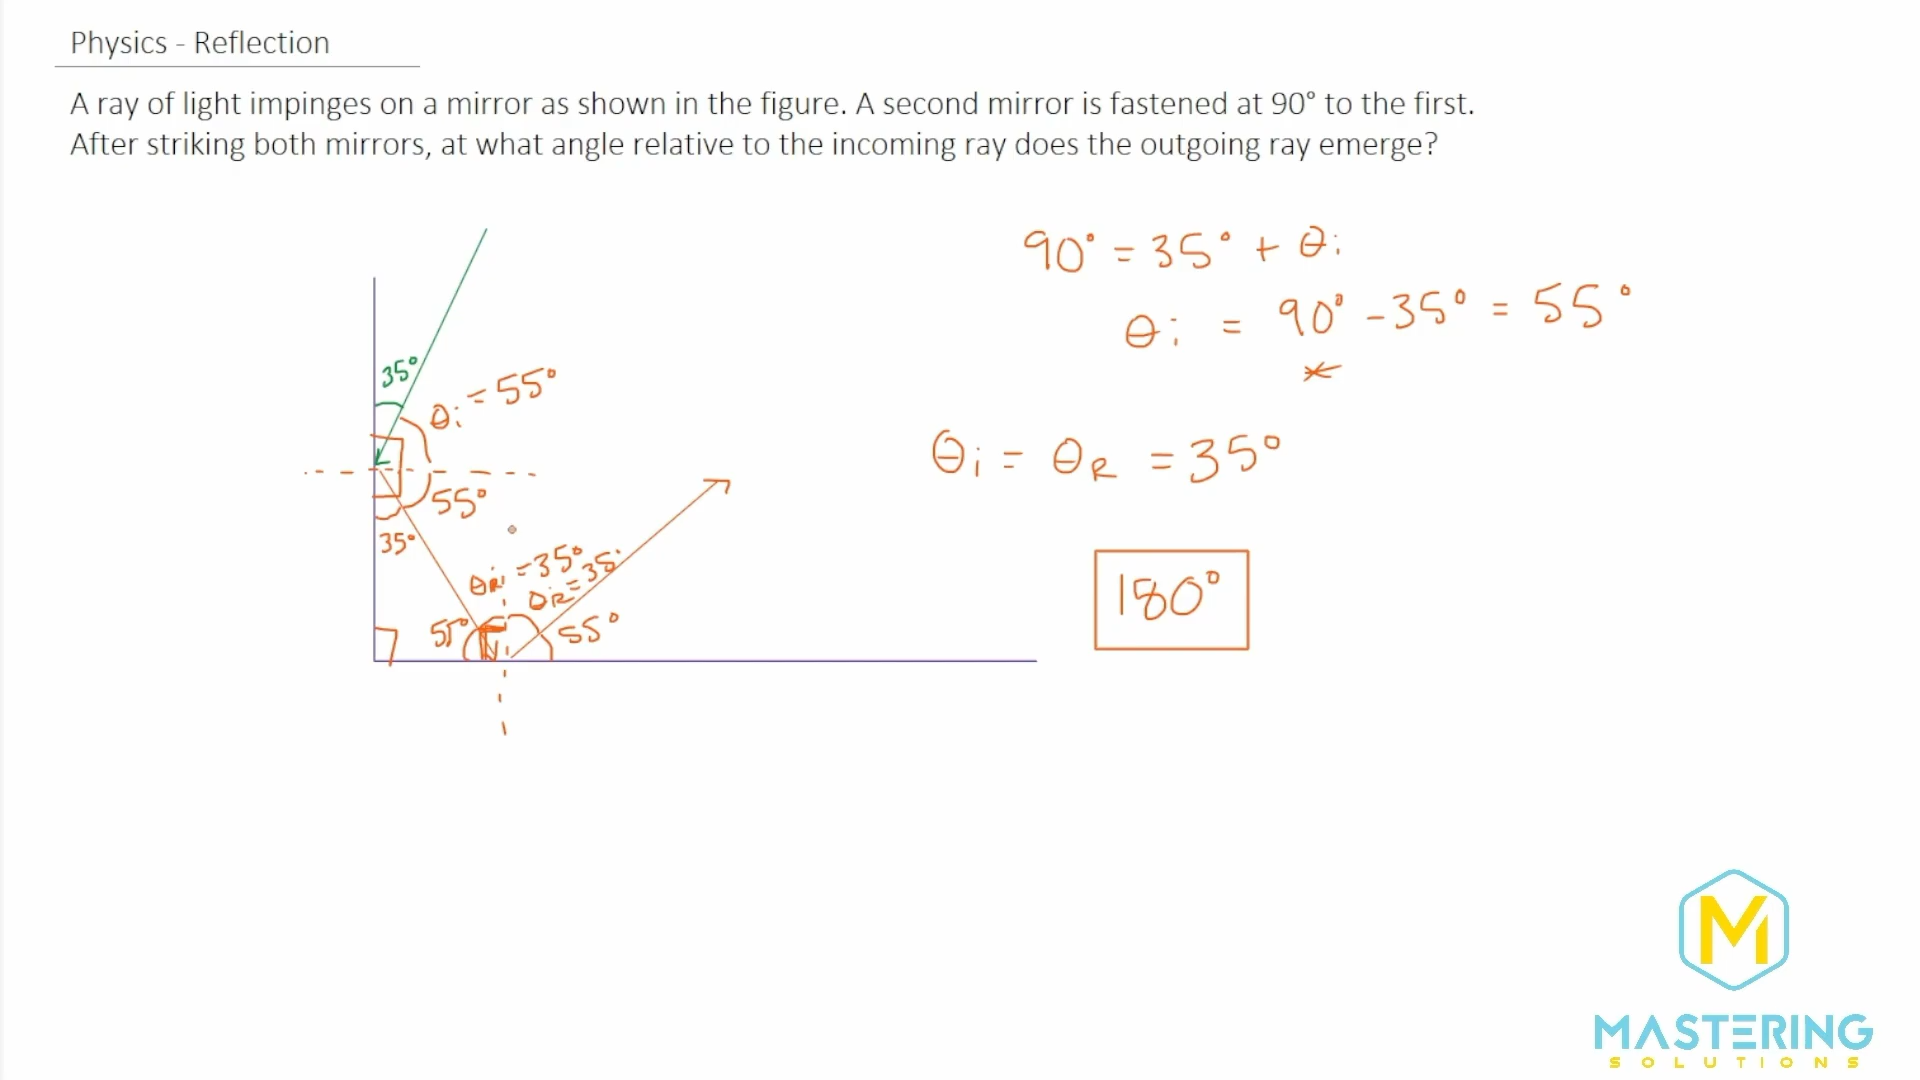 Physics - Reflection
A ray of light impinges on a mirror as shown in the figure. A second mirror is fastened at 90° to the first.
After striking both mirrors, at what angle relative to the incoming ray does the outgoing ray emerge?
90° = 35° + θi
θi = 90° - 35° = 55°
35°
θi = 55°
θi = θR = 35°
55°
35°
= 35°
θR = 35°
180°
55°
55°
MASTERING
SOLUTIONS